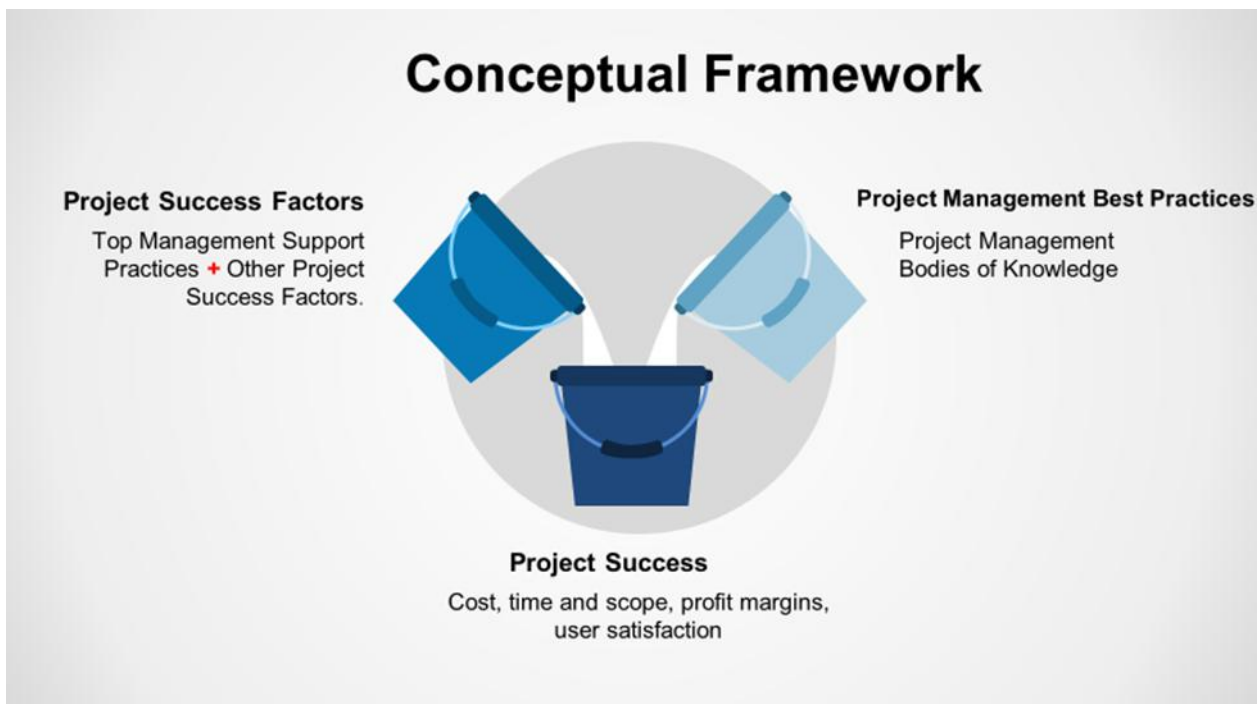 Conceptual Framework
Project Success Factors
Top Management Support
Practices + Other Project
Success Factors.
Project Management Best Practices
Project Management
Bodies of Knowledge
Project Success
Cost, time and scope, profit margins,
user satisfaction